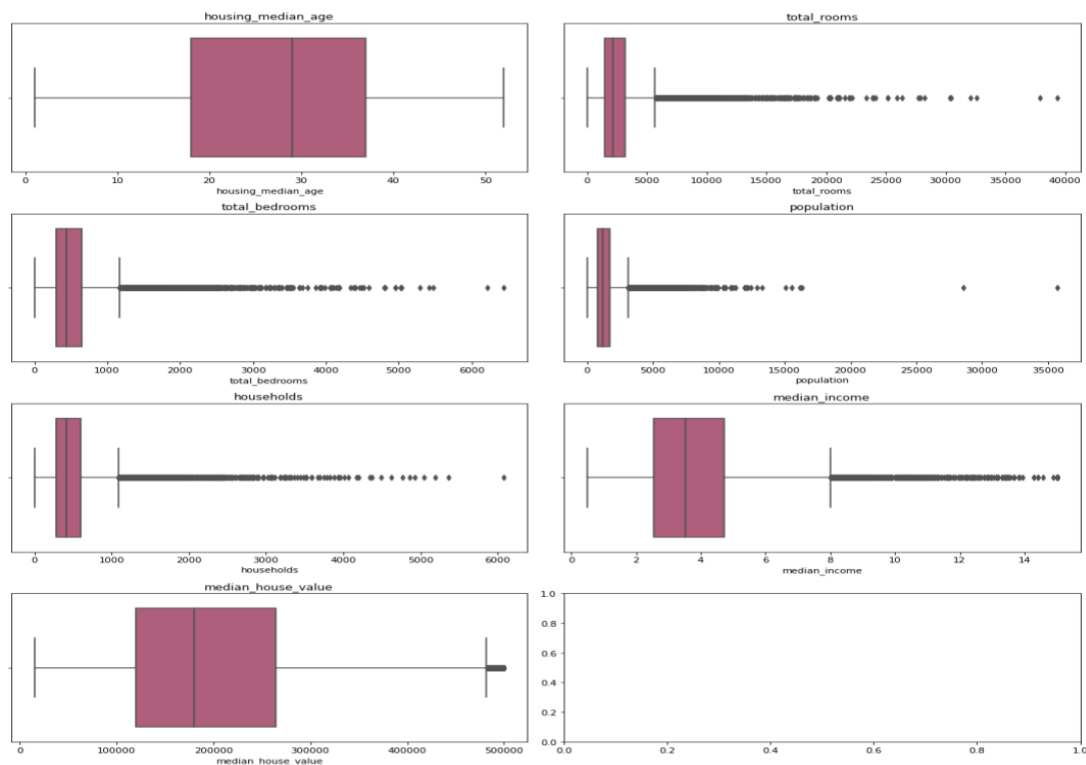 housing_median_age
0 10 20 30 40 50
housing_median_age
total_rooms
0 5000 10000 15000 20000 25000 30000 35000 40000
total_rooms
total_bedrooms
0 1000 2000 3000 4000 5000 6000
total_bedrooms
population
0 5000 10000 15000 20000 25000 30000 35000
population
households
0 1000 2000 3000 4000 5000 6000
households
median_income
0 2 4 6 8 10 12 14
median_income
median_house_value
0 100000 200000 300000 400000 500000
median_house_value
1.0
0.8
0.6
0.4
0.2
0.0
0.0 0.2 0.4 0.6 0.8 1.0